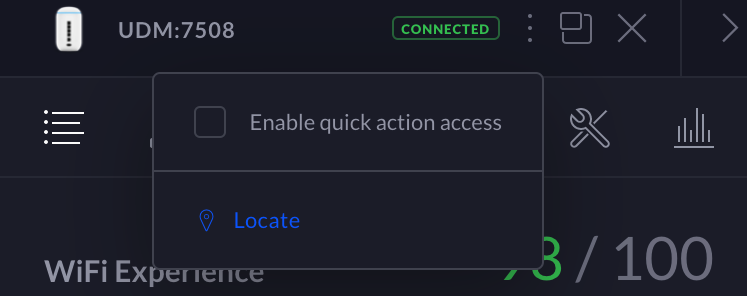 UDM:7508
CONNECTED
Enable quick action access
Locate
WiFi Experience
/ 100